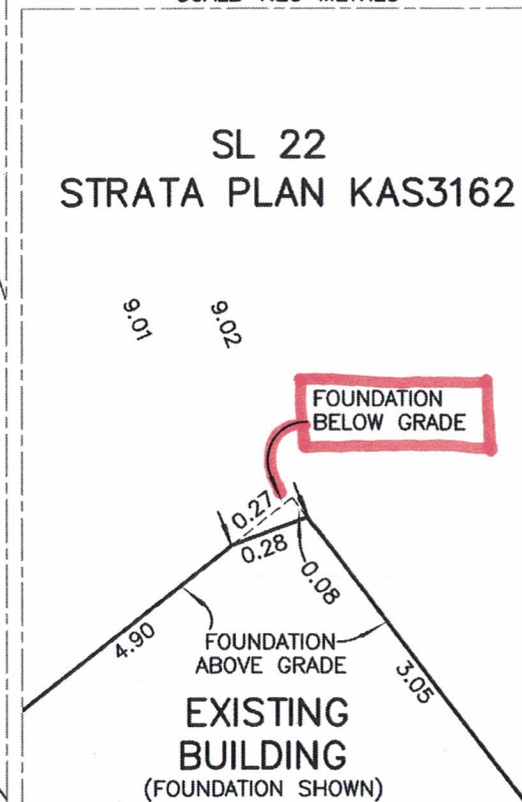 SL 22
STRATA PLAN KAS3162
9.01
9.02
FOUNDATION
BELOW GRADE
0.27
0.28
0.08
4.90
FOUNDATION
ABOVE GRADE
3.05
EXISTING
BUILDING
(FOUNDATION SHOWN)